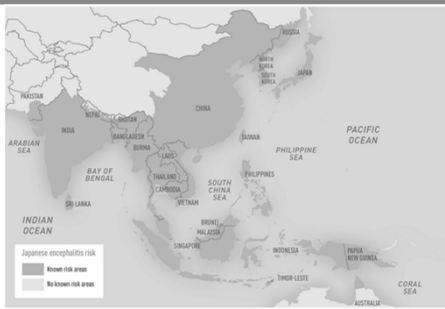 RUSSIA
NORTH
KOREA
SOUTH
KOREA
JAPAN
CHINA
PAKISTAN
NEPAL
BHUTAN
BANGLADESH
INDIA
BURMA
TAIWAN
PACIFIC
OCEAN
ARABIAN
SEA
LAOS
PHILIPPINE
SEA
BAY OF
BENGAL
THAILAND
CAMBODIA
SOUTH
CHINA
SEA
PHILIPPINES
VIETNAM
SRI LANKA
INDIAN
OCEAN
BRUNEI
MALAYSIA
SINGAPORE
INDONESIA
PAPUA
NEW GUINEA
TIMOR-LESTE
CORAL
SEA
AUSTRALIA
Japanese encephalitis risk
Known risk areas
No known risk areas